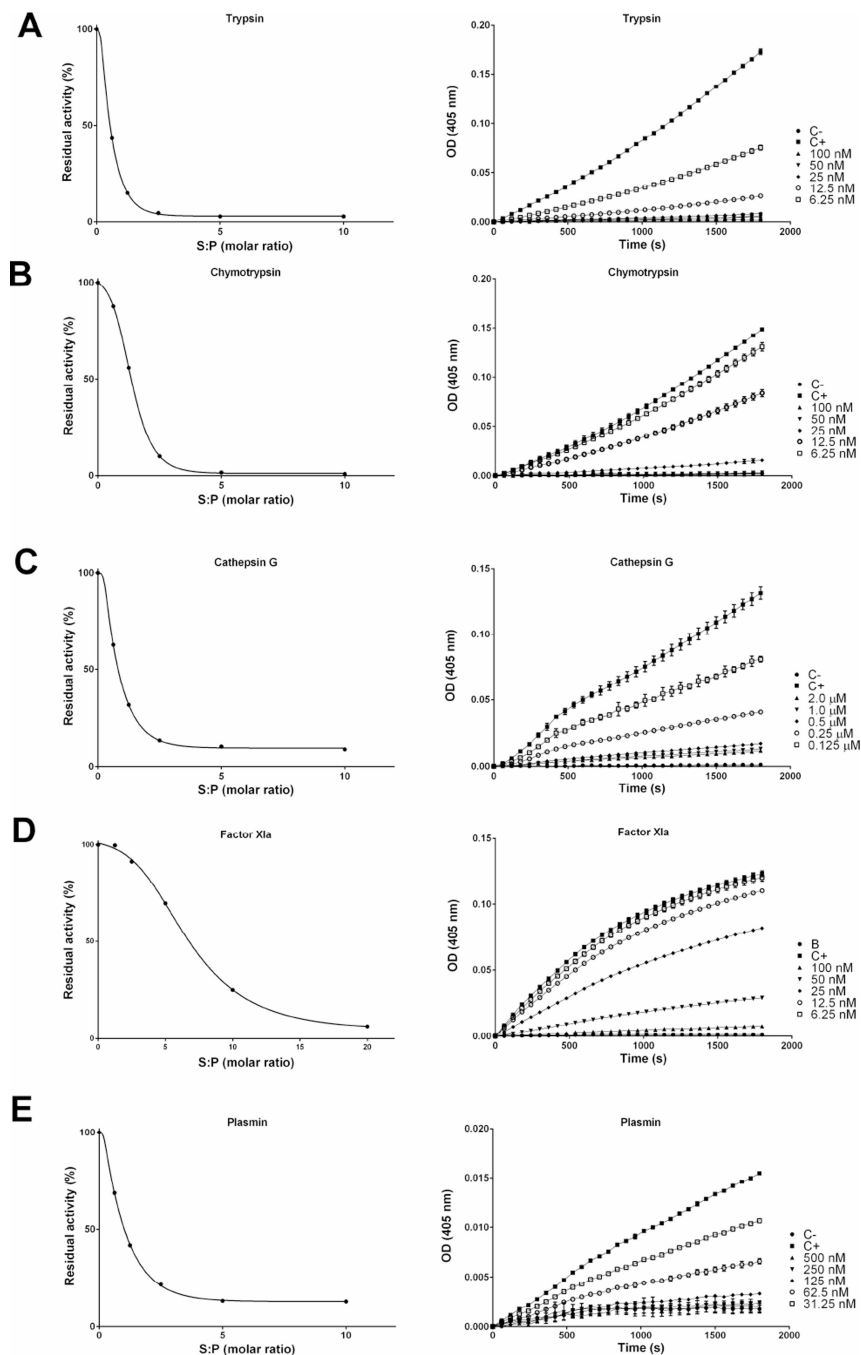 A
Trypsin
Residual activity (%)
100
50
0
0
5
10
S:P (molar ratio)
Trypsin
OD (405 nm)
0.20
0.15
0.10
0.05
0.00
0
500
1000
1500
2000
Time (s)
C-
C+
100 nM
50 nM
25 nM
12.5 nM
6.25 nM
B
Chymotrypsin
Residual activity (%)
100
50
0
0
5
10
S:P (molar ratio)
Chymotrypsin
OD (405 nm)
0.20
0.15
0.10
0.05
0.00
0
500
1000
1500
2000
Time (s)
C-
C+
100 nM
50 nM
25 nM
12.5 nM
6.25 nM
C
Cathepsin G
Residual activity (%)
100
50
0
0
5
10
S:P (molar ratio)
Cathepsin G
OD (405 nm)
0.15
0.10
0.05
0.00
0
500
1000
1500
2000
Time (s)
C-
C+
2.0 µM
1.0 µM
0.5 µM
0.25 µM
0.125 µM
D
Factor XIa
Residual activity (%)
100
50
0
0
5
10
15
20
S:P (molar ratio)
Factor XIa
OD (405 nm)
0.15
0.10
0.05
0.00
0
500
1000
1500
2000
Time (s)
B
C+
100 nM
50 nM
25 nM
12.5 nM
6.25 nM
E
Plasmin
Residual activity (%)
100
50
0
0
5
10
S:P (molar ratio)
Plasmin
OD (405 nm)
0.020
0.015
0.010
0.005
0.000
0
500
1000
1500
2000
Time (s)
C-
C+
500 nM
250 nM
125 nM
62.5 nM
31.25 nM